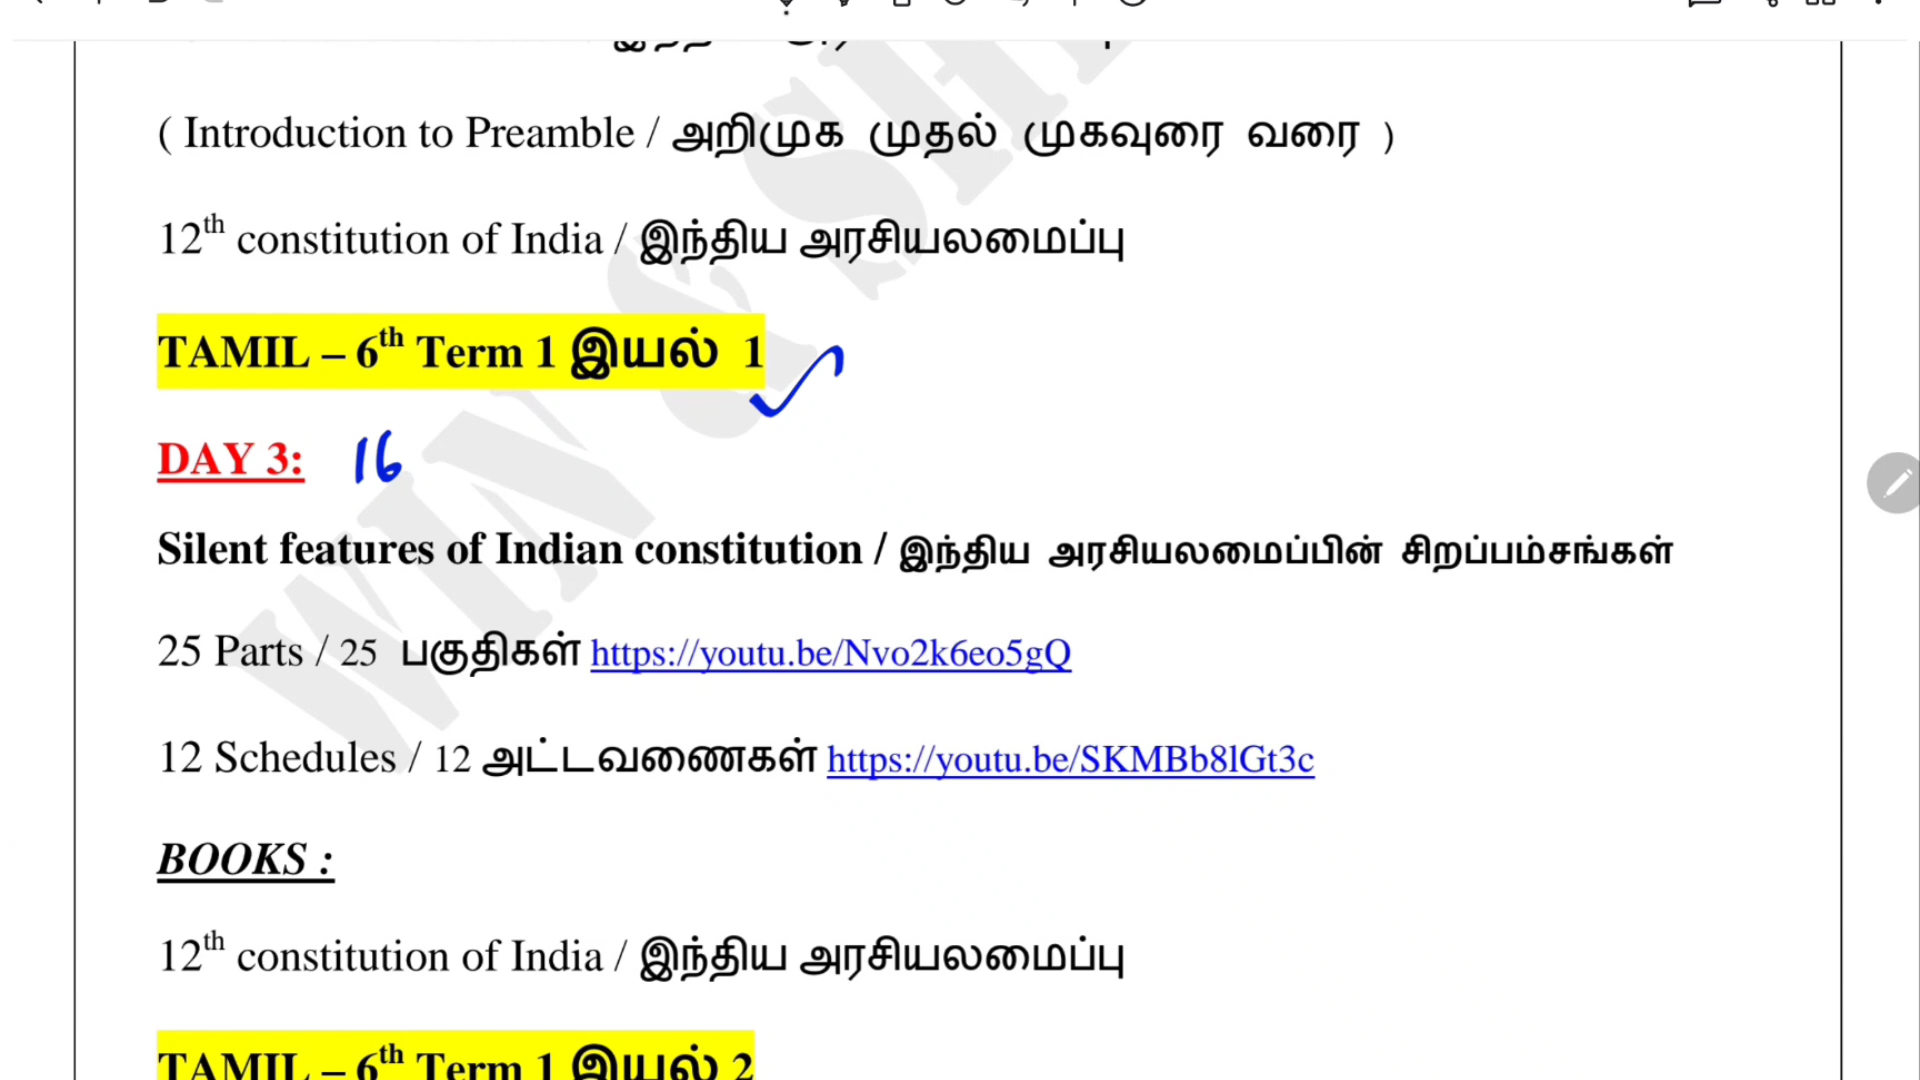 ( Introduction to Preamble / அறிமுக முதல் முகவுரை வரை )
12th constitution of India / இந்திய அரசியலமைப்பு
TAMIL – 6th Term 1 இயல் 1
DAY 3: 16
Silent features of Indian constitution / இந்திய அரசியலமைப்பின் சிறப்பம்சங்கள்
25 Parts / 25 பகுதிகள் https://youtu.be/Nvo2k6eo5gQ
12 Schedules / 12 அட்டவணைகள் https://youtu.be/SKMBb8lGt3c
BOOKS :
12th constitution of India / இந்திய அரசியலமைப்பு
TAMIL – 6th Term 1 இயல் 2
WIN & SH